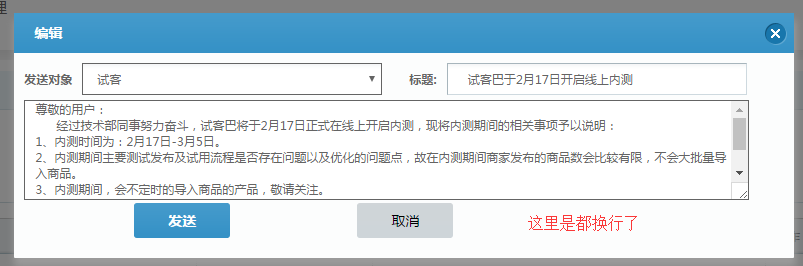 理
编辑
发送对象 试客 标题: 试客巴于2月17日开启线上内测
尊敬的用户：
经过技术部同事努力奋斗，试客巴将于2月17日正式在线上开启内测，现将内测期间的相关事项予以说明：
1、内测时间为：2月17日-3月5日。
2、内测期间主要测试发布及试用流程是否存在问题以及优化的问题点，故在内测期间商家发布的商品数会比较有限，不会大批量导
入商品。
3、内测期间，会不定时的导入商品的产品，敬请关注。
发送 取消 这里是都换行了